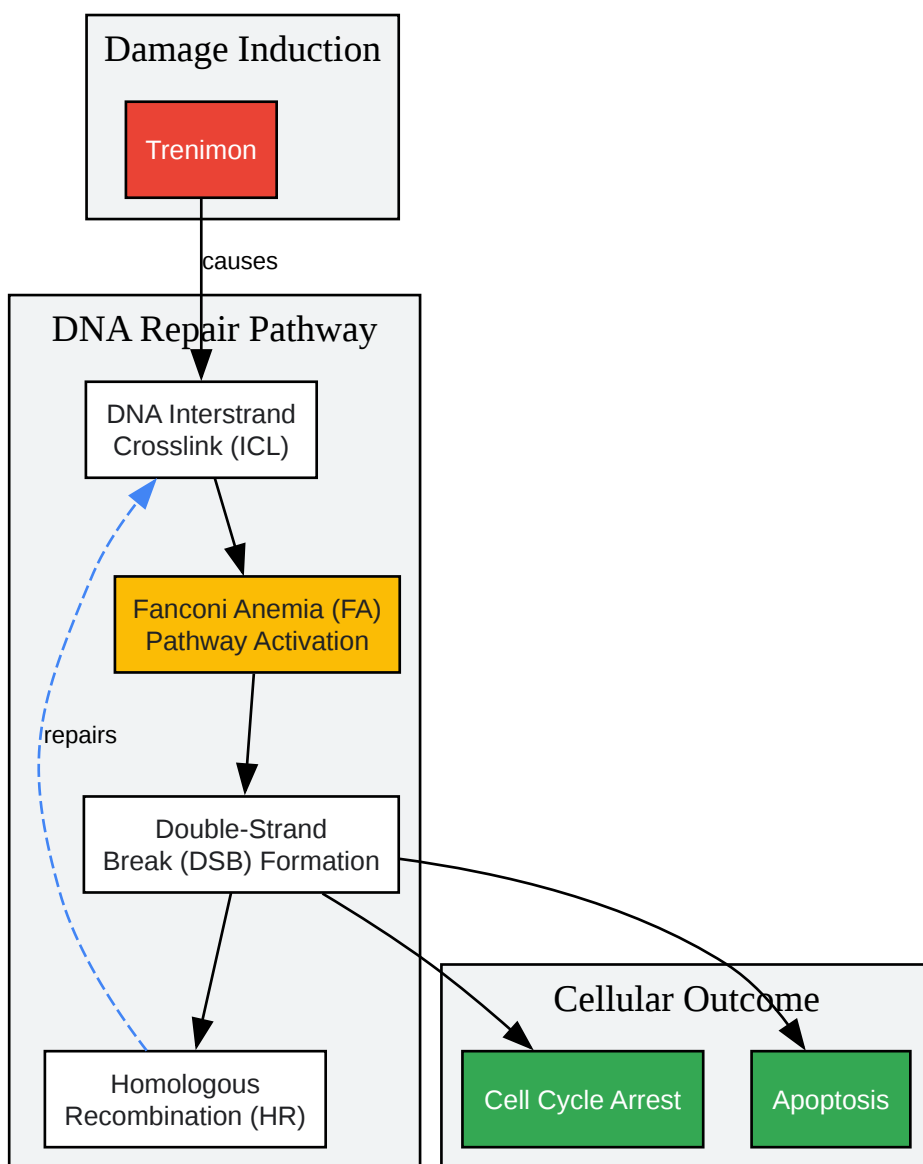 Damage Induction
Trenimon
causes
DNA Repair Pathway
DNA Interstrand
Crosslink (ICL)
Fanconi Anemia (FA)
Pathway Activation
repairs
Double-Strand
Break (DSB) Formation
Cellular Outcome
Homologous
Recombination (HR)
Cell Cycle Arrest
Apoptosis